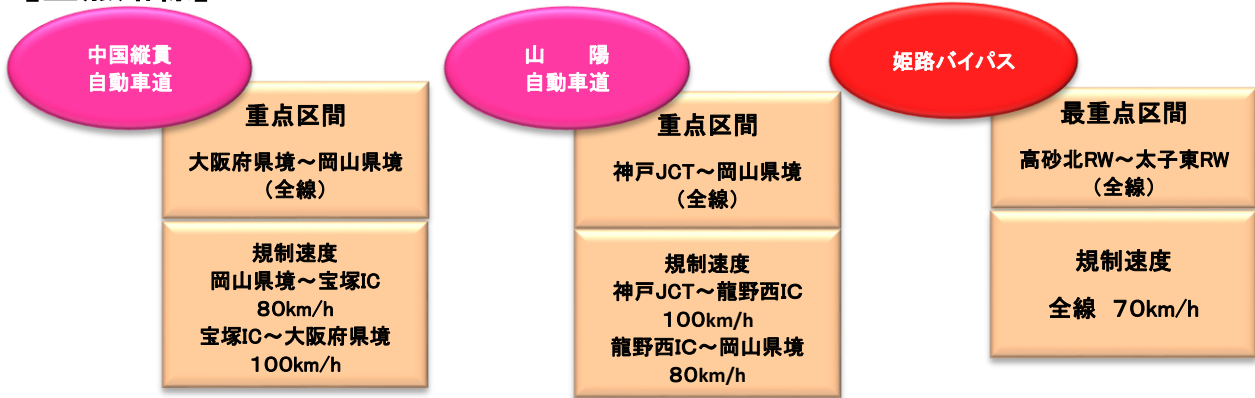 中国縦貫
自動車道
重点区間
大阪府県境～岡山県境
（全線）
規制速度
岡山県境～宝塚IC
80km/h
宝塚IC～大阪府県境
100km/h
山　　陽
自動車道
重点区間
神戸JCT～岡山県境
（全線）
規制速度
神戸JCT～龍野西IC
100km/h
龍野西IC～岡山県境
80km/h
姫路バイパス
最重点区間
高砂北RW～太子東RW
（全線）
規制速度
全線　70km/h